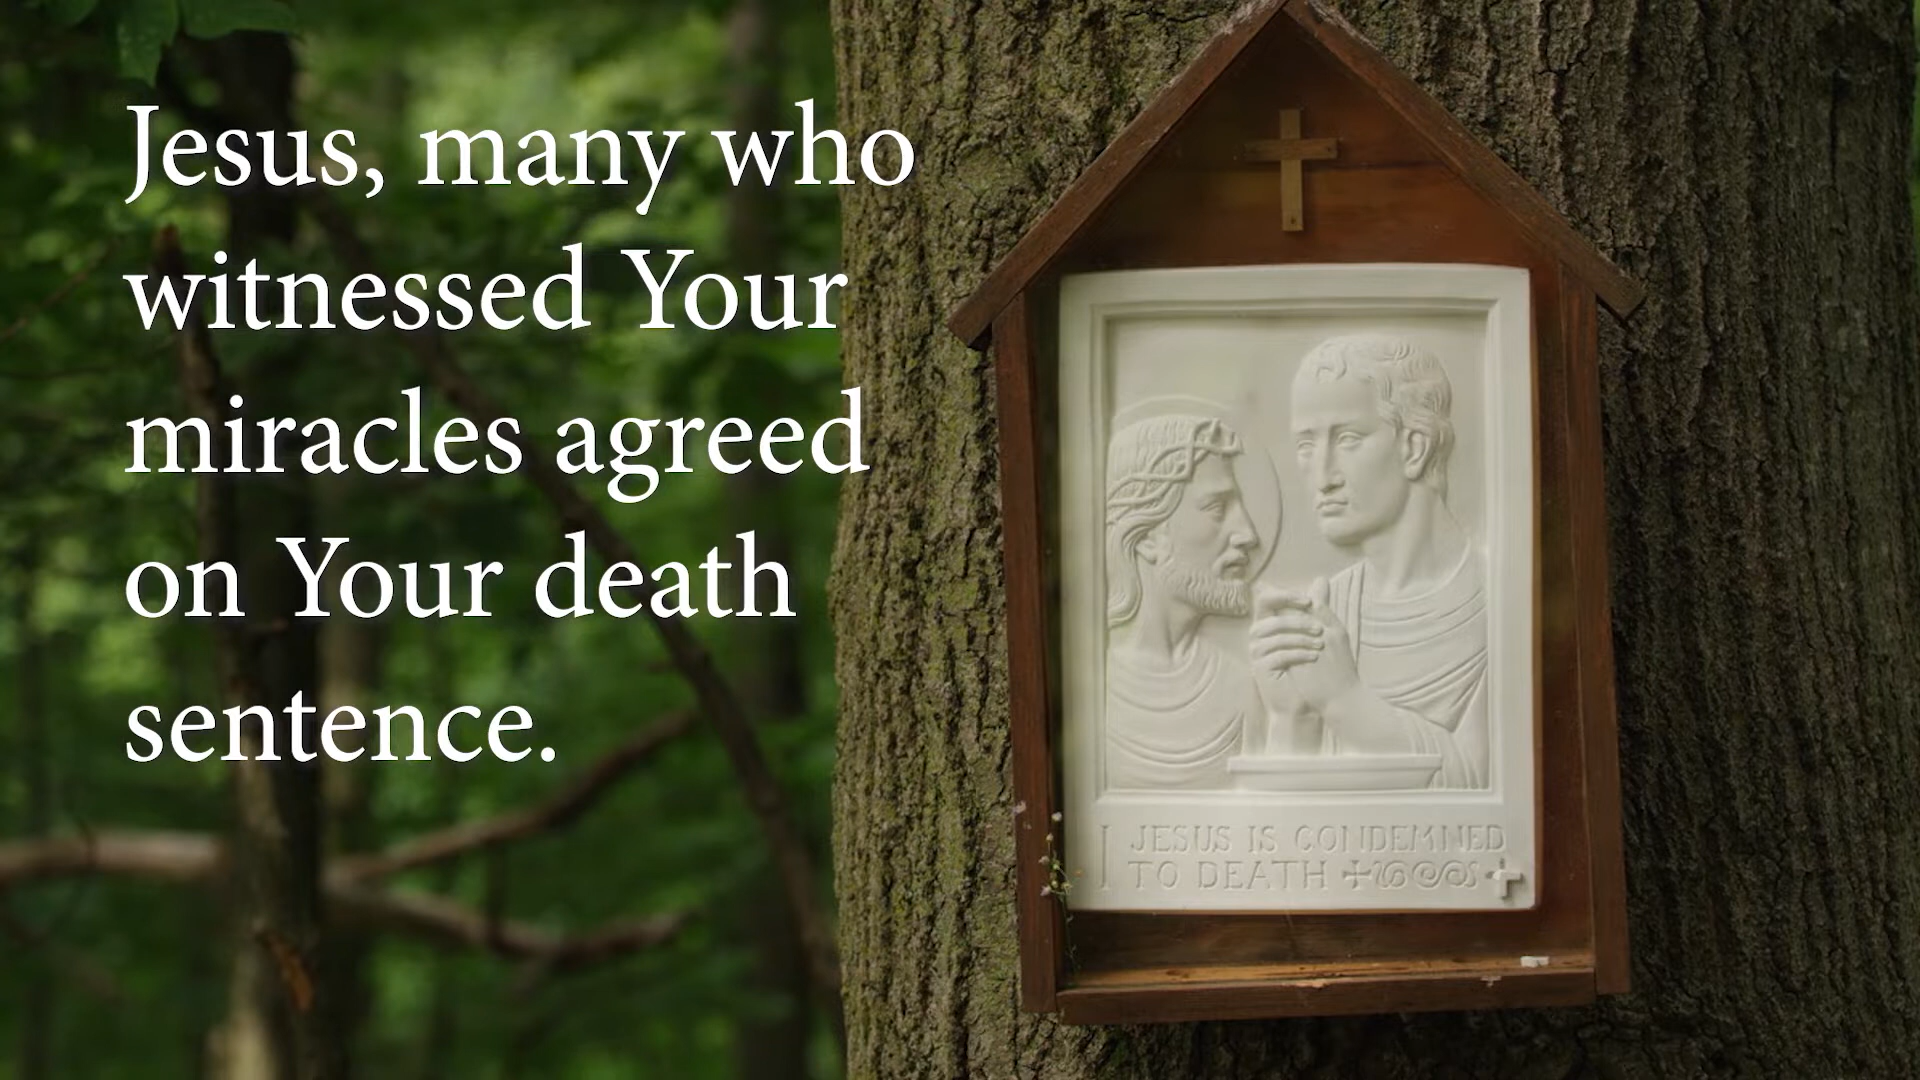 Jesus, many who
witnessed Your
miracles agreed
on Your death
sentence.
I JESUS IS CONDEMNED
TO DEATH